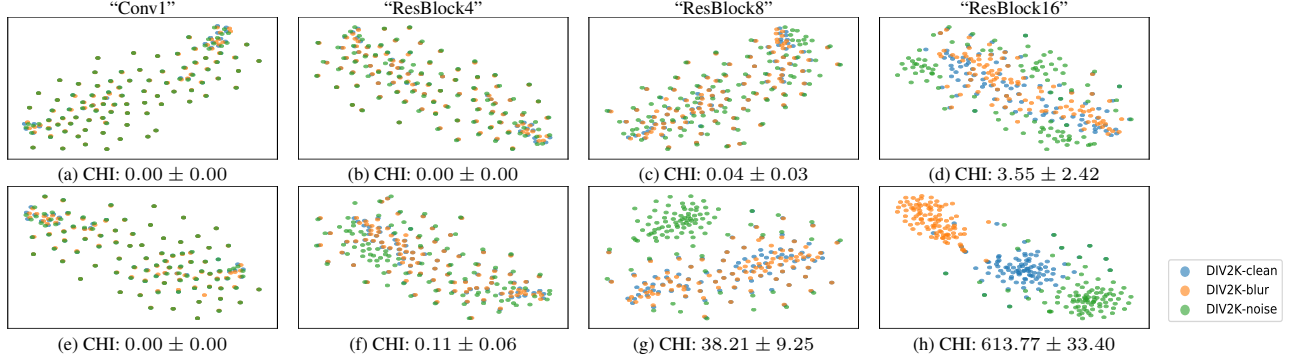 “Conv1” “ResBlock4” “ResBlock8” “ResBlock16”
(a) CHI: 0.00 ± 0.00 (b) CHI: 0.00 ± 0.00 (c) CHI: 0.04 ± 0.03 (d) CHI: 3.55 ± 2.42
DIV2K-clean
DIV2K-blur
DIV2K-noise
(e) CHI: 0.00 ± 0.00 (f) CHI: 0.11 ± 0.06 (g) CHI: 38.21 ± 9.25 (h) CHI: 613.77 ± 33.40